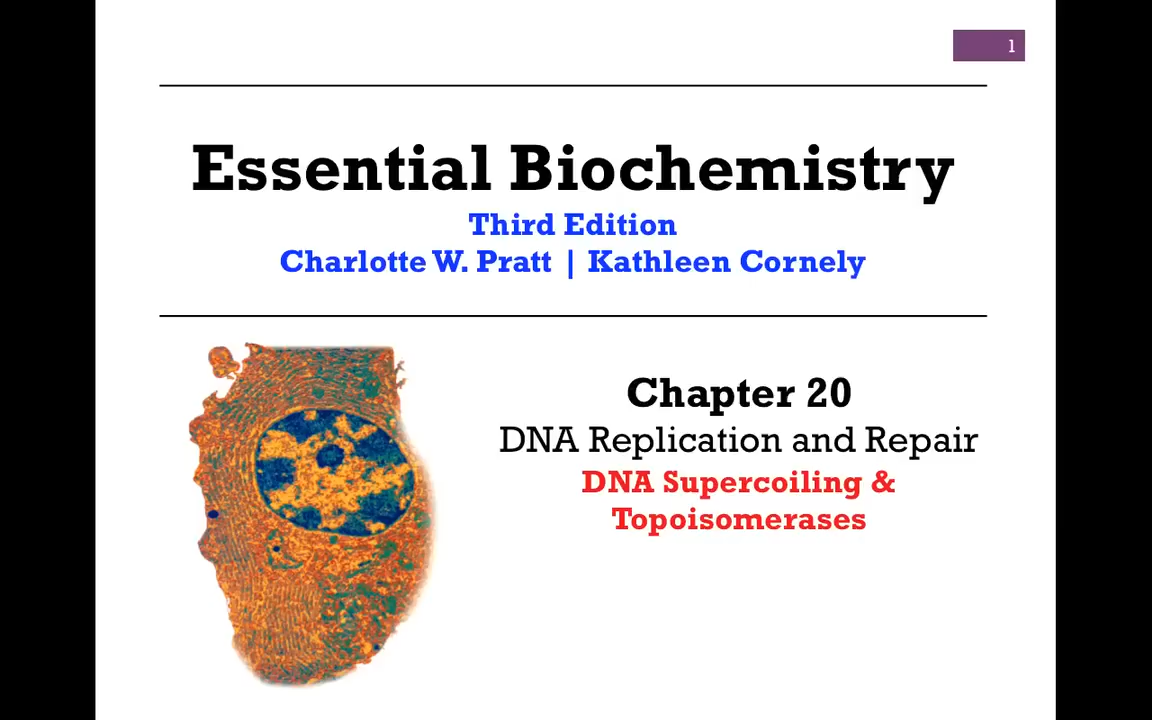 1
Essential Biochemistry
Third Edition
Charlotte W. Pratt | Kathleen Cornely
Chapter 20
DNA Replication and Repair
DNA Supercoiling &
Topoisomerases